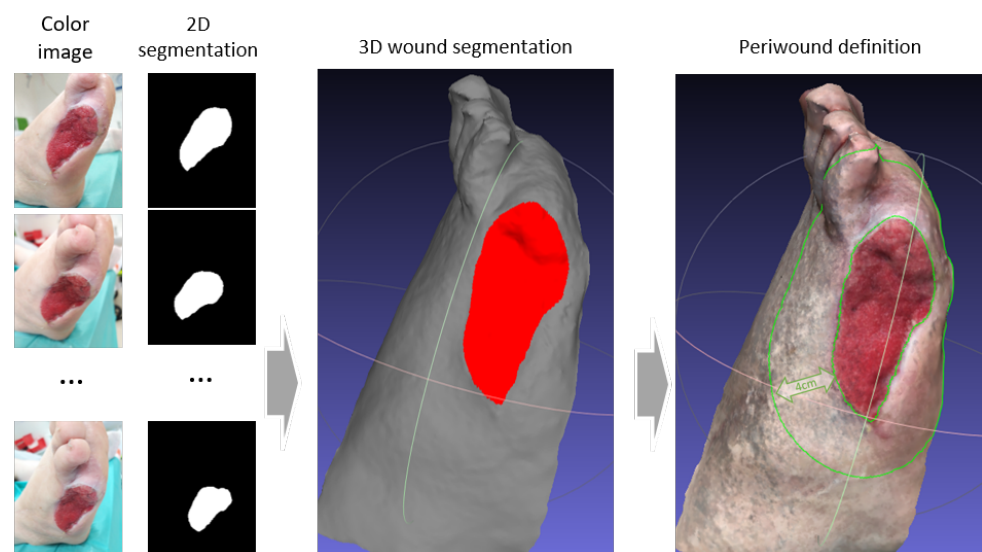 Color
image
2D
segmentation
3D wound segmentation
Periwound definition
...
...
4cm